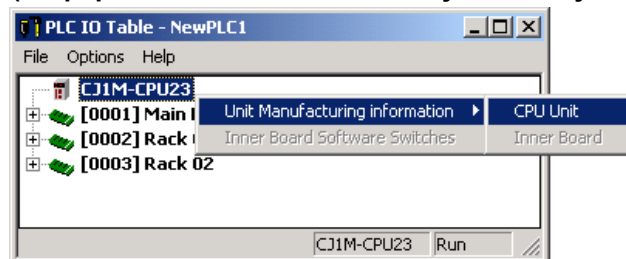 PLC IO Table - NewPLC1
File Options Help
CJ1M-CPU23
[0001] Main
Unit Manufacturing information
CPU Unit
[0002] Rack
Inner Board Software Switches
Inner Board
[0003] Rack 02
CJ1M-CPU23 Run